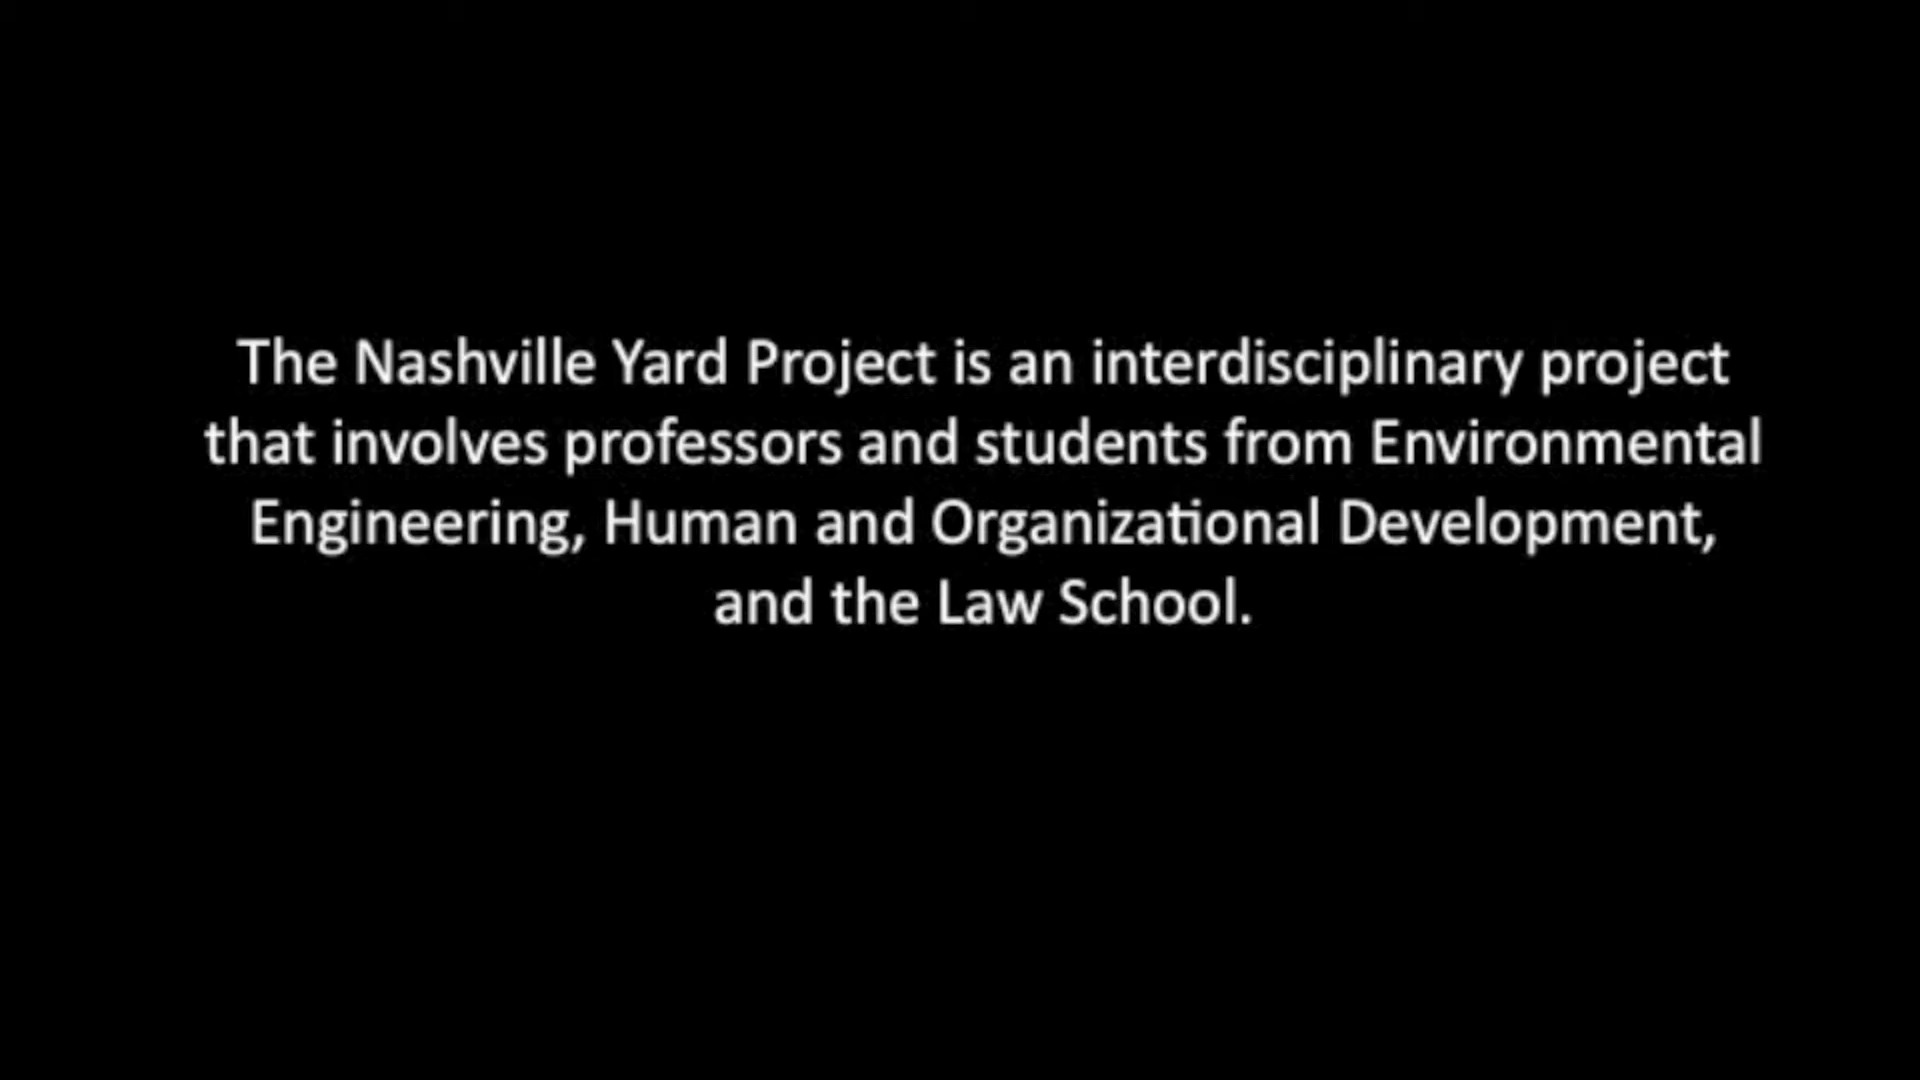 The Nashville Yard Project is an interdisciplinary project
that involves professors and students from Environmental
Engineering, Human and Organizational Development,
and the Law School.